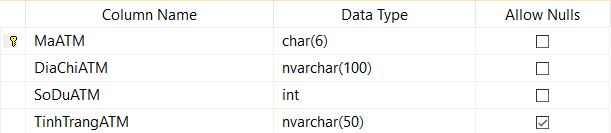 Column Name Data Type Allow Nulls
MaATM char(6)
DiaChiATM nvarchar(100)
SoDuATM int
TinhTrangATM nvarchar(50)